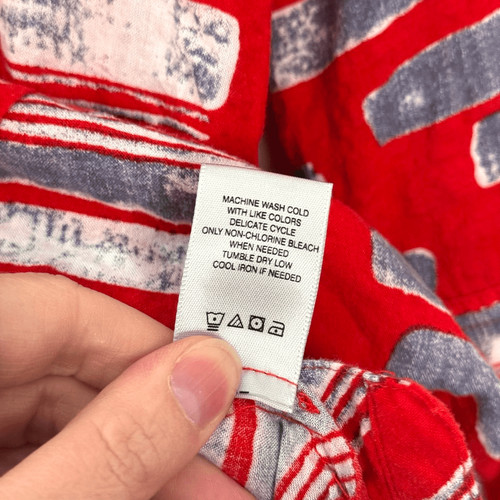 MACHINE WASH COLD
WITH LIKE COLORS
DELICATE CYCLE
ONLY NON-CHLORINE BLEACH
WHEN NEEDED
TUMBLE DRY LOW
COOL IRON IF NEEDED